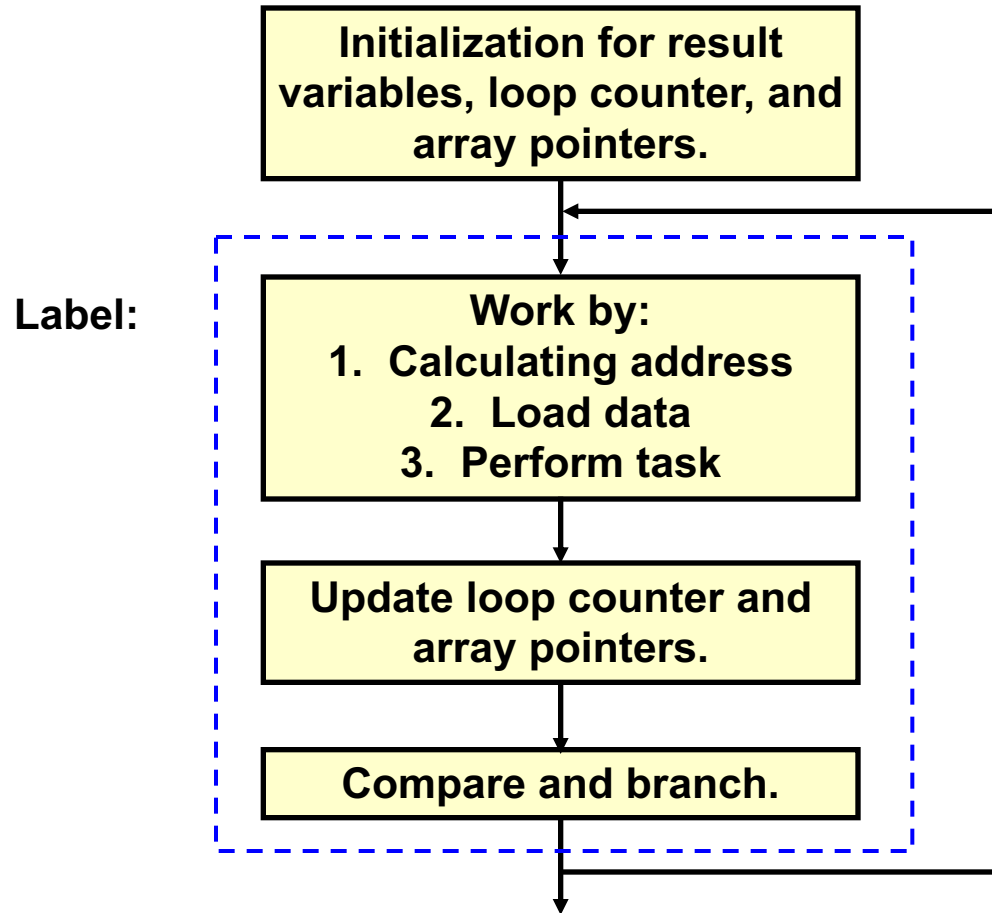 Initialization for result
variables, loop counter, and
array pointers.
Label:
Work by:
1. Calculating address
2. Load data
3. Perform task
Update loop counter and
array pointers.
Compare and branch.